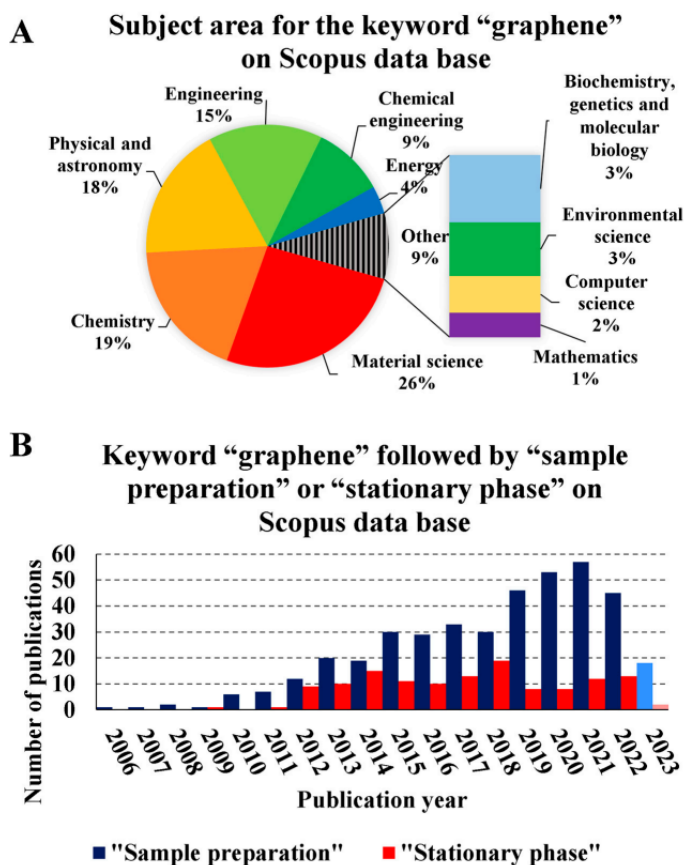 A
Subject area for the keyword “graphene”
on Scopus data base
Engineering
15%
Chemical
engineering
9%
Physical and
astronomy
18%
Energy
4%
Other
9%
Chemistry
19%
Material science
26%
Biochemistry,
genetics and
molecular
biology
3%
Environmental
science
3%
Computer
science
2%
Mathematics
1%
B
Keyword “graphene” followed by “sample
preparation” or “stationary phase” on
Scopus data base
Number of publications
60
50
40
30
20
10
0
2006
2007
2008
2009
2010
2011
2012
2013
2014
2015
2016
2017
2018
2019
2020
2021
2022
2023
Publication year
"Sample preparation"
"Stationary phase"